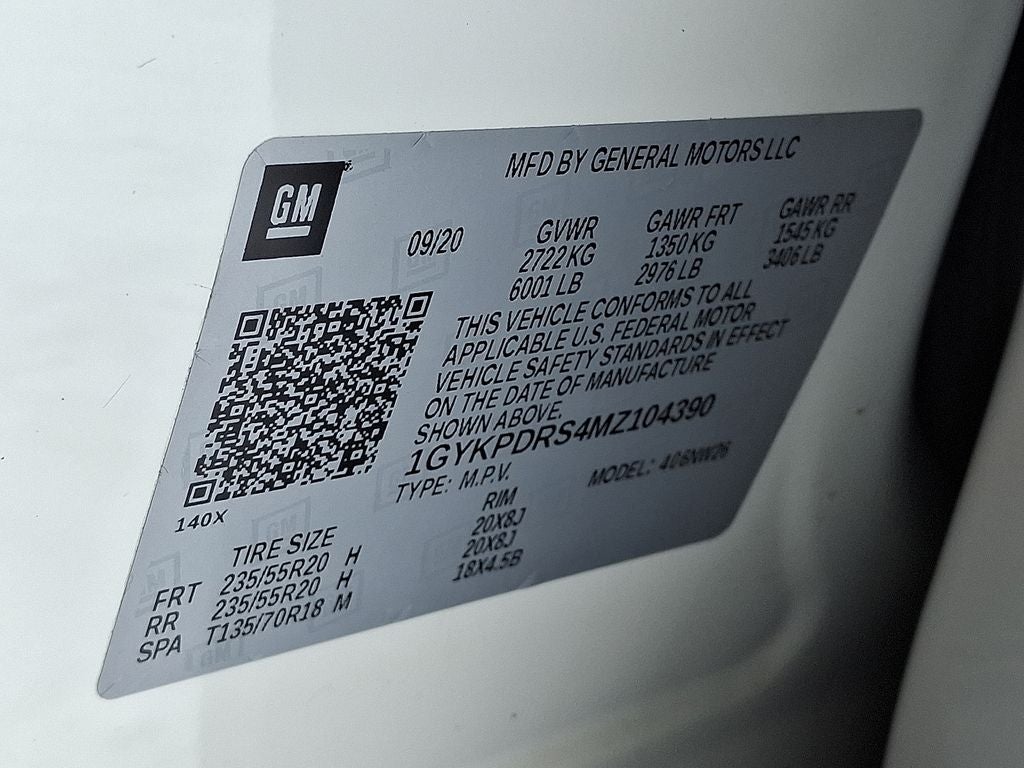 GM
MFD BY GENERAL MOTORS LLC
09/20
GVWR
2722 KG
6001 LB
GAWR FRT
1350 KG
2976 LB
GAWR RR
1545 KG
3406 LB
THIS VEHICLE CONFORMS TO ALL
APPLICABLE U.S. FEDERAL MOTOR
VEHICLE SAFETY STANDARDS IN EFFECT
ON THE DATE OF MANUFACTURE
SHOWN ABOVE.
1GYKPDRS4MZ104390
TYPE: M.P.V. MODEL: 406NW26
140X
TIRE SIZE RIM
FRT 235/55R20 H 20X8J
RR 235/55R20 H 20X8J
SPA T135/70R18 M 18X4.5B